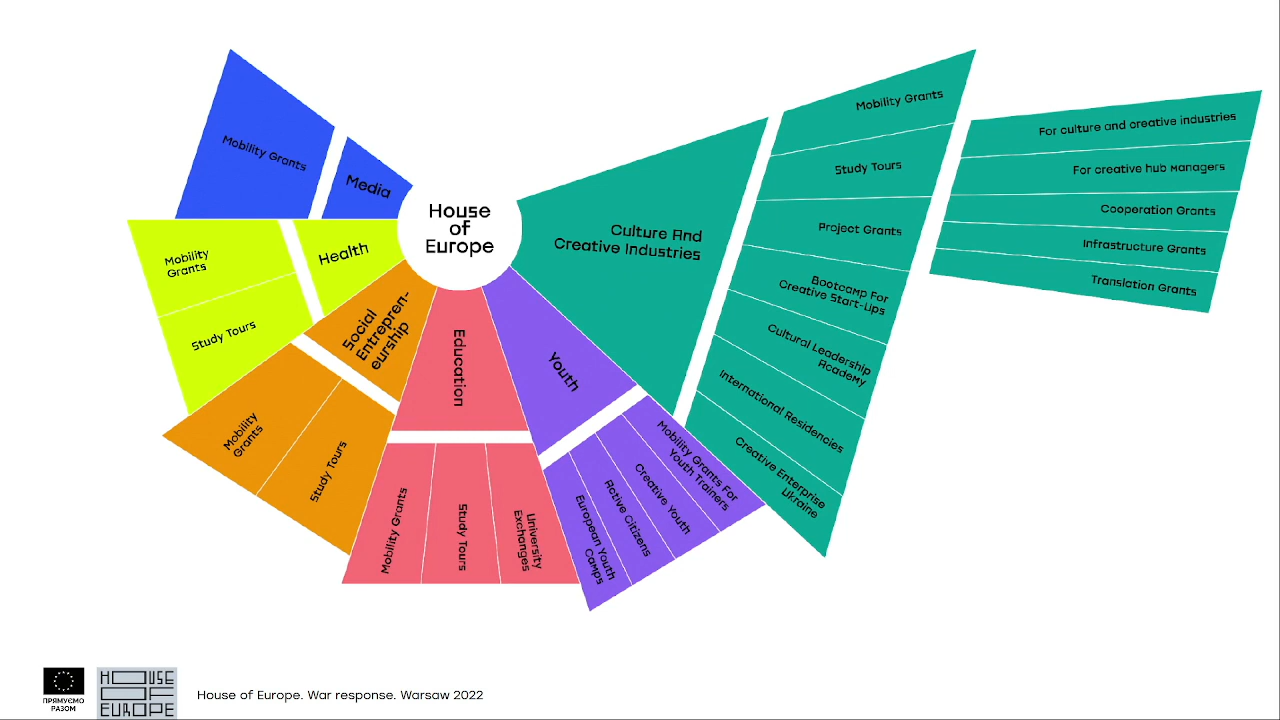 House
of
Europe
Media
Mobility Grants
Health
Mobility
Grants
Study Tours
Social
Entrepren-
eurship
Mobility
Grants
Study Tours
Education
Mobility Grants
Study Tours
University
Exchanges
Youth
European Youth
Camps
Active Citizens
Creative Youth
Mobility Grants For
Youth Trainers
Culture And
Creative Industries
Mobility Grants
Study Tours
Project Grants
Bootcamp For
Creative Start-Ups
Cultural Leadership
Academy
International Residencies
Creative Enterprise
Ukraine
For culture and creative industries
For creative hub managers
Cooperation Grants
Infrastructure Grants
Translation Grants
ПРЯМУЄМО
РАЗОМ
HOUSE
OF
EUROPE
House of Europe. War response. Warsaw 2022